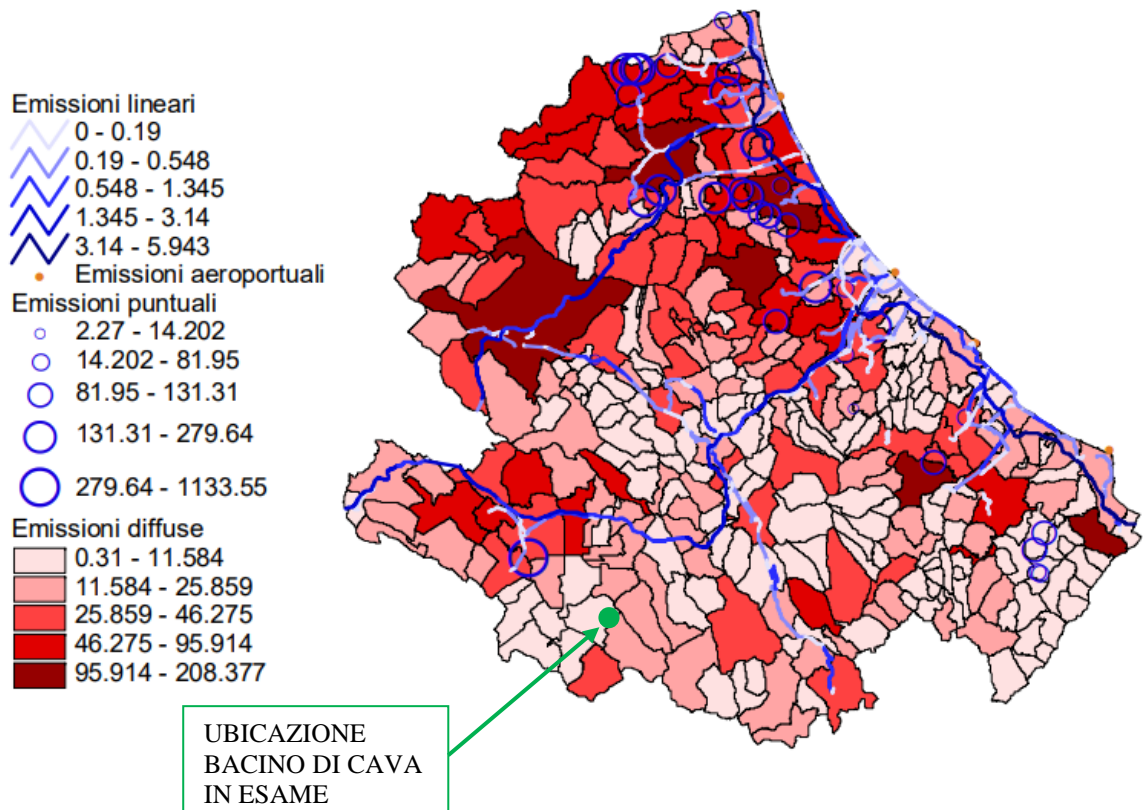 Emissioni lineari
0 - 0.19
0.19 - 0.548
0.548 - 1.345
1.345 - 3.14
3.14 - 5.943
Emissioni aeroportuali
Emissioni puntuali
2.27 - 14.202
14.202 - 81.95
81.95 - 131.31
131.31 - 279.64
279.64 - 1133.55
Emissioni diffuse
0.31 - 11.584
11.584 - 25.859
25.859 - 46.275
46.275 - 95.914
95.914 - 208.377
UBICAZIONE
BACINO DI CAVA
IN ESAME